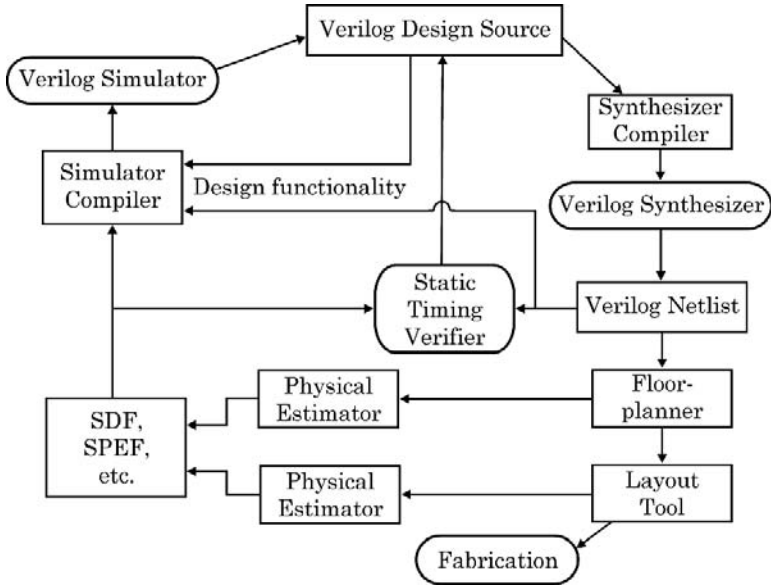 Verilog Design Source
Verilog Simulator
Synthesizer
Compiler
Simulator
Compiler
Design functionality
Verilog Synthesizer
Static
Timing
Verifier
Verilog Netlist
Physical
Estimator
Floor-
planner
SDF,
SPEF,
etc.
Physical
Estimator
Layout
Tool
Fabrication